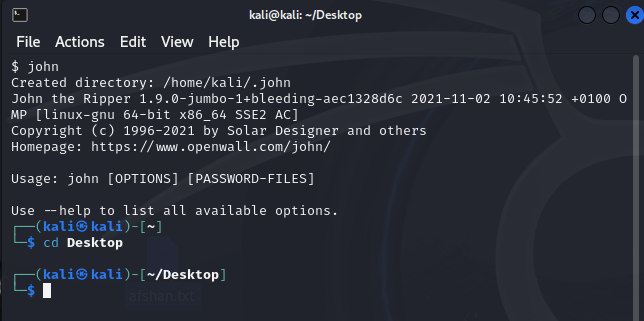 kali@kali: ~/Desktop
File Actions Edit View Help
$ john
Created directory: /home/kali/.john
John the Ripper 1.9.0-jumbo-1+bleeding-aec1328d6c 2021-11-02 10:45:52 +0100 O
MP [linux-gnu 64-bit x86_64 SSE2 AC]
Copyright (c) 1996-2021 by Solar Designer and others
Homepage: https://www.openwall.com/john/
Usage: john [OPTIONS] [PASSWORD-FILES]
Use --help to list all available options.
┌──(kali㉿kali)-[~]
└─$ cd Desktop
┌──(kali㉿kali)-[~/Desktop]
└─$
afshan.txt